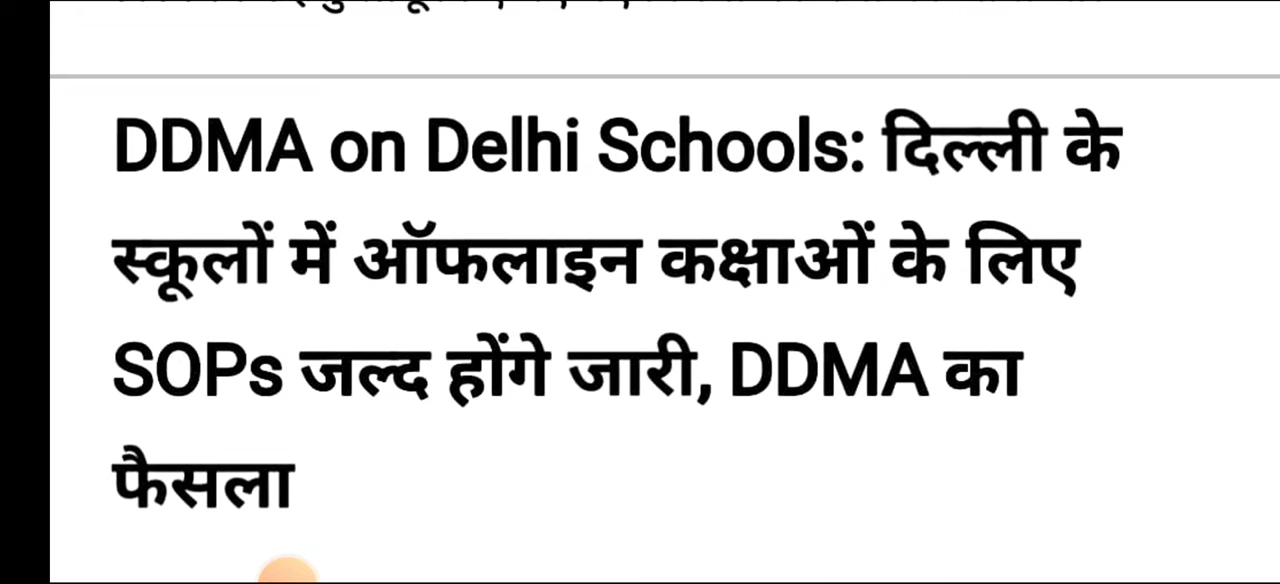 DDMA on Delhi Schools: दिल्ली के
स्कूलों में ऑफलाइन कक्षाओं के लिए
SOPs जल्द होंगे जारी, DDMA का
फैसला